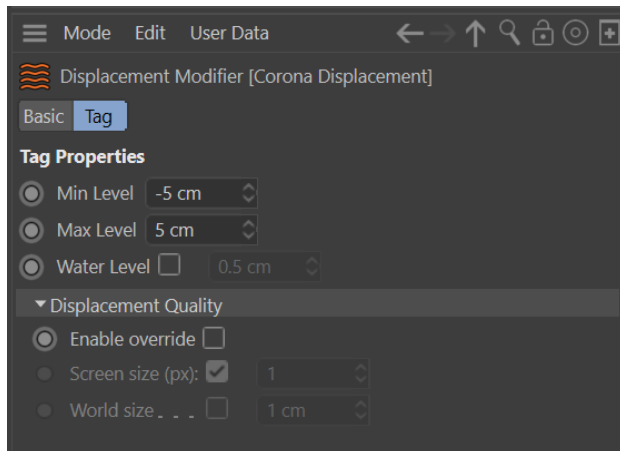 Mode Edit User Data
Displacement Modifier [Corona Displacement]
Basic Tag
Tag Properties
Min Level -5 cm
Max Level 5 cm
Water Level 0.5 cm
Displacement Quality
Enable override
Screen size (px): 1
World size . . . 1 cm